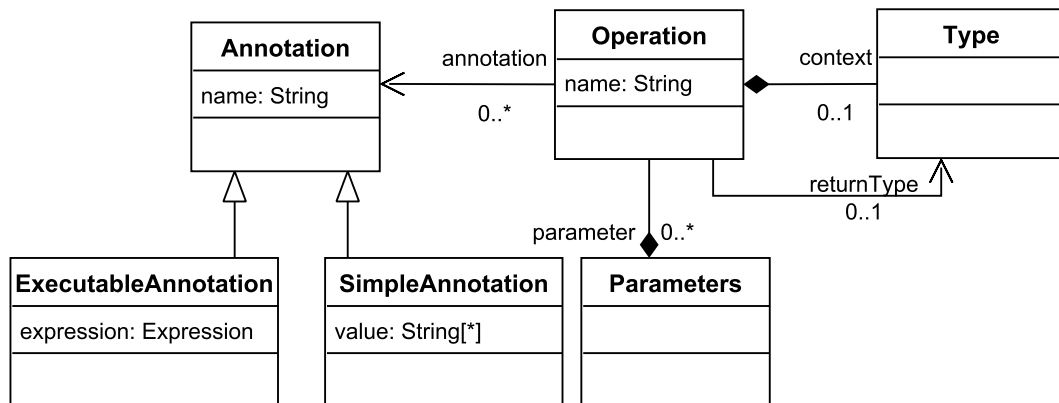 Annotation
name: String
annotation
0..*
Operation
name: String
context
0..1
Type
returnType
0..1
parameter
0..*
ExecutableAnnotation
expression: Expression
SimpleAnnotation
value: String[*]
Parameters